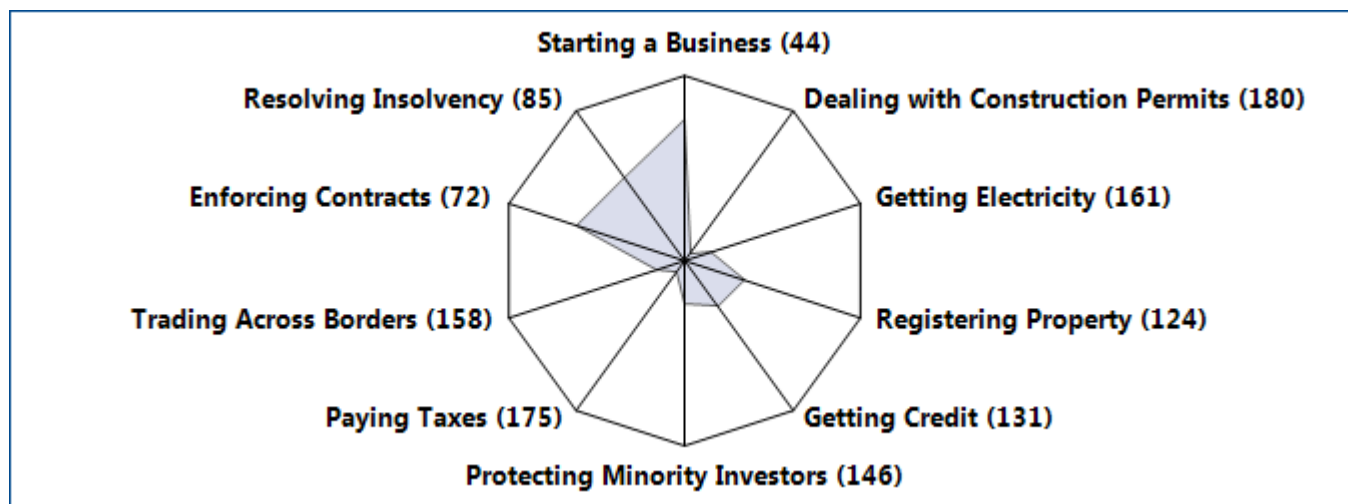 Starting a Business (44)
Resolving Insolvency (85)
Dealing with Construction Permits (180)
Enforcing Contracts (72)
Getting Electricity (161)
Trading Across Borders (158)
Registering Property (124)
Paying Taxes (175)
Getting Credit (131)
Protecting Minority Investors (146)